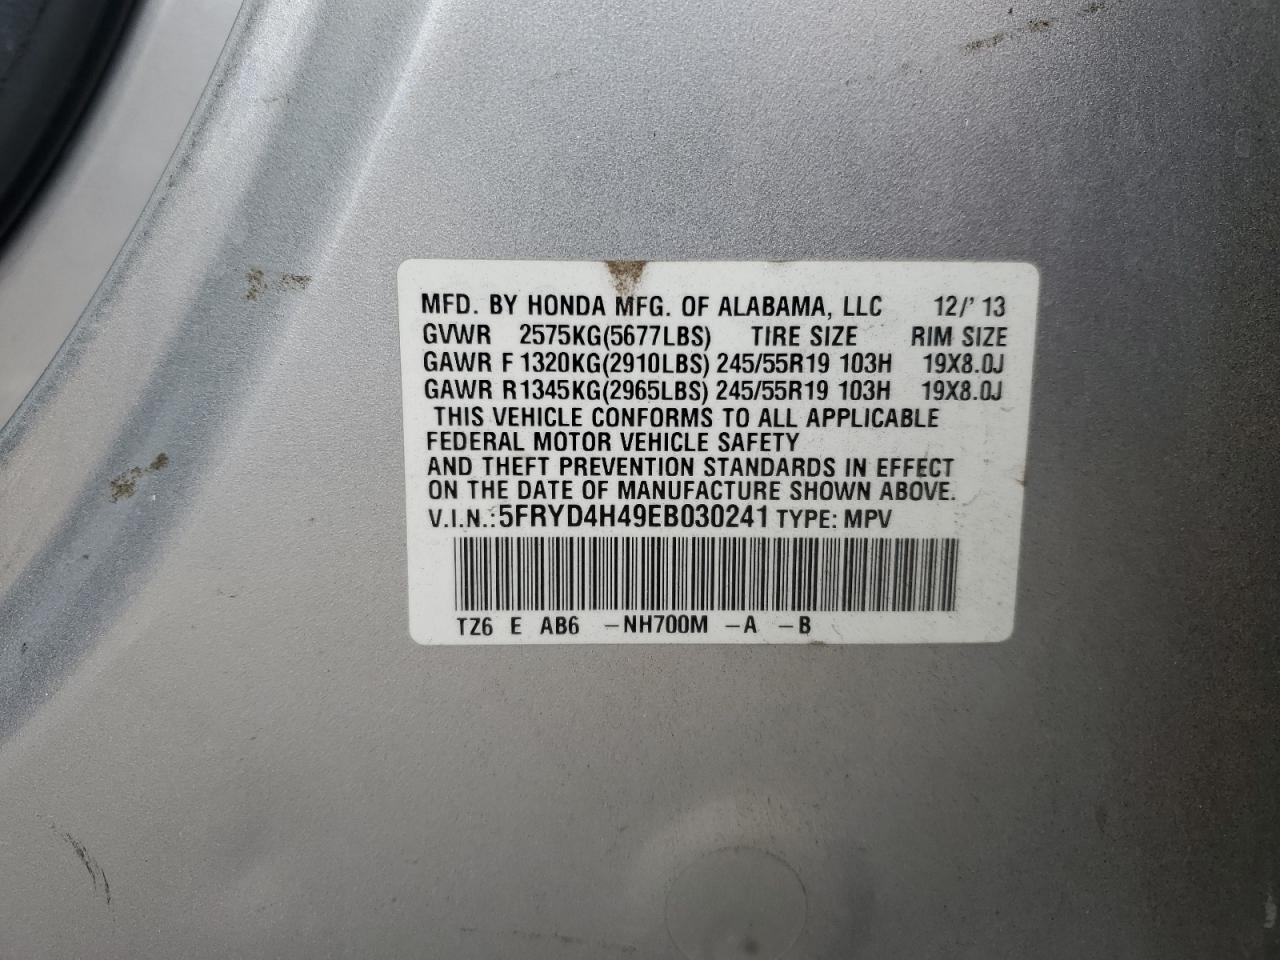 MFD. BY HONDA MFG. OF ALABAMA, LLC 12/' 13
GVWR 2575KG(5677LBS) TIRE SIZE RIM SIZE
GAWR F 1320KG(2910LBS) 245/55R19 103H 19X8.0J
GAWR R 1345KG(2965LBS) 245/55R19 103H 19X8.0J
THIS VEHICLE CONFORMS TO ALL APPLICABLE
FEDERAL MOTOR VEHICLE SAFETY
AND THEFT PREVENTION STANDARDS IN EFFECT
ON THE DATE OF MANUFACTURE SHOWN ABOVE.
V.I.N.: 5FRYD4H49EB030241 TYPE: MPV
TZ6 E AB6 -NH700M -A -B